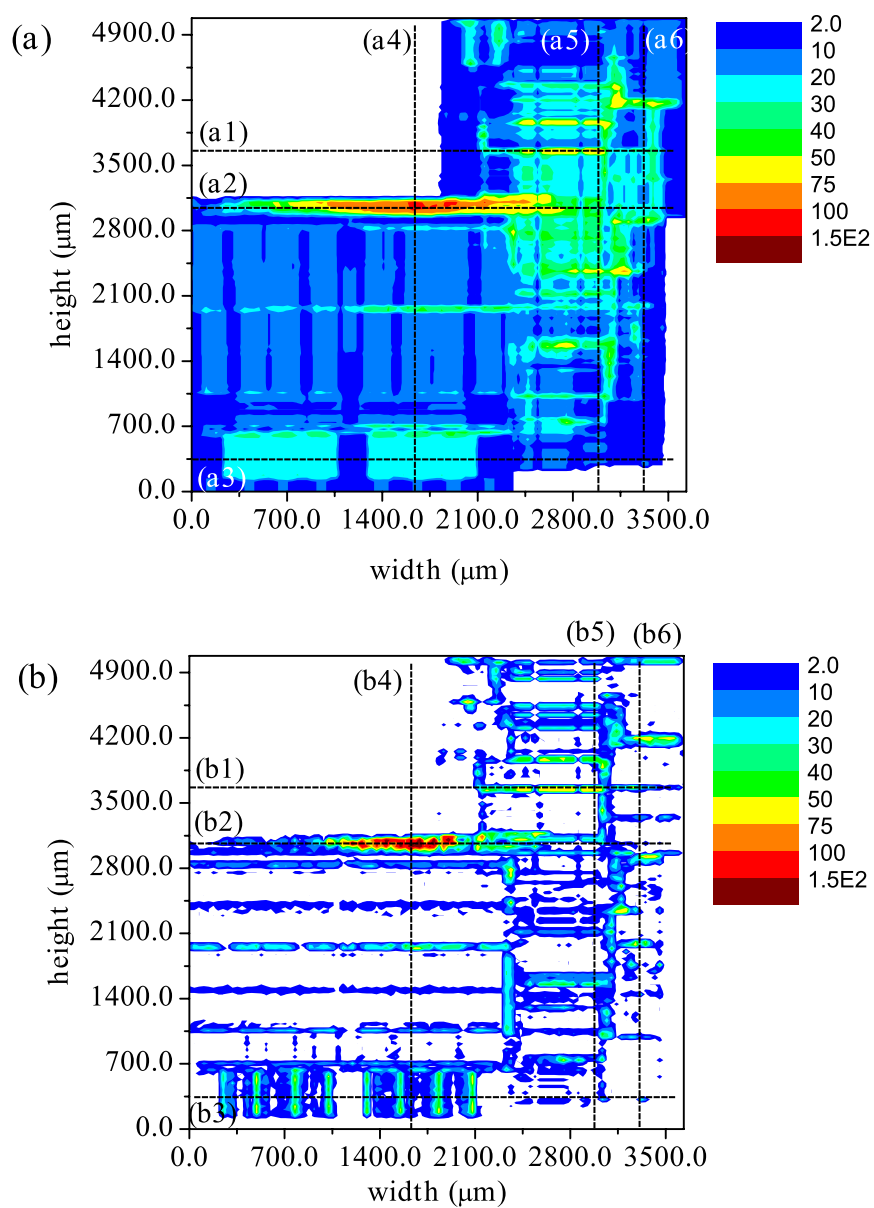 (a)
4900.0
4200.0
3500.0
2800.0
2100.0
1400.0
700.0
0.0
height (μm)
(a4)
(a5)
(a6)
(a1)
(a2)
(a3)
0.0 700.0 1400.0 2100.0 2800.0 3500.0
width (μm)
2.0
10
20
30
40
50
75
100
1.5E2
(b5)
(b6)
(b)
4900.0
4200.0
3500.0
2800.0
2100.0
1400.0
700.0
0.0
height (μm)
(b4)
(b1)
(b2)
(b3)
0.0 700.0 1400.0 2100.0 2800.0 3500.0
width (μm)
2.0
10
20
30
40
50
75
100
1.5E2